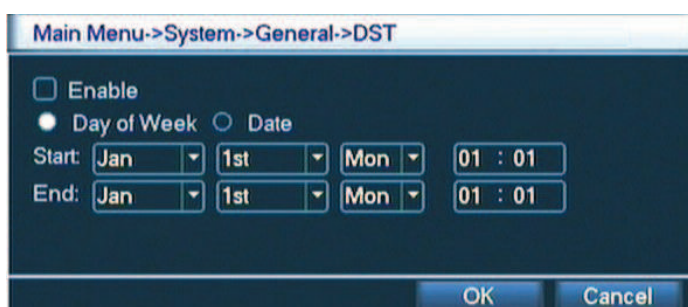 Main Menu->System->General->DST
Enable
Day of Week Date
Start: Jan 1st Mon 01 : 01
End: Jan 1st Mon 01 : 01
OK Cancel